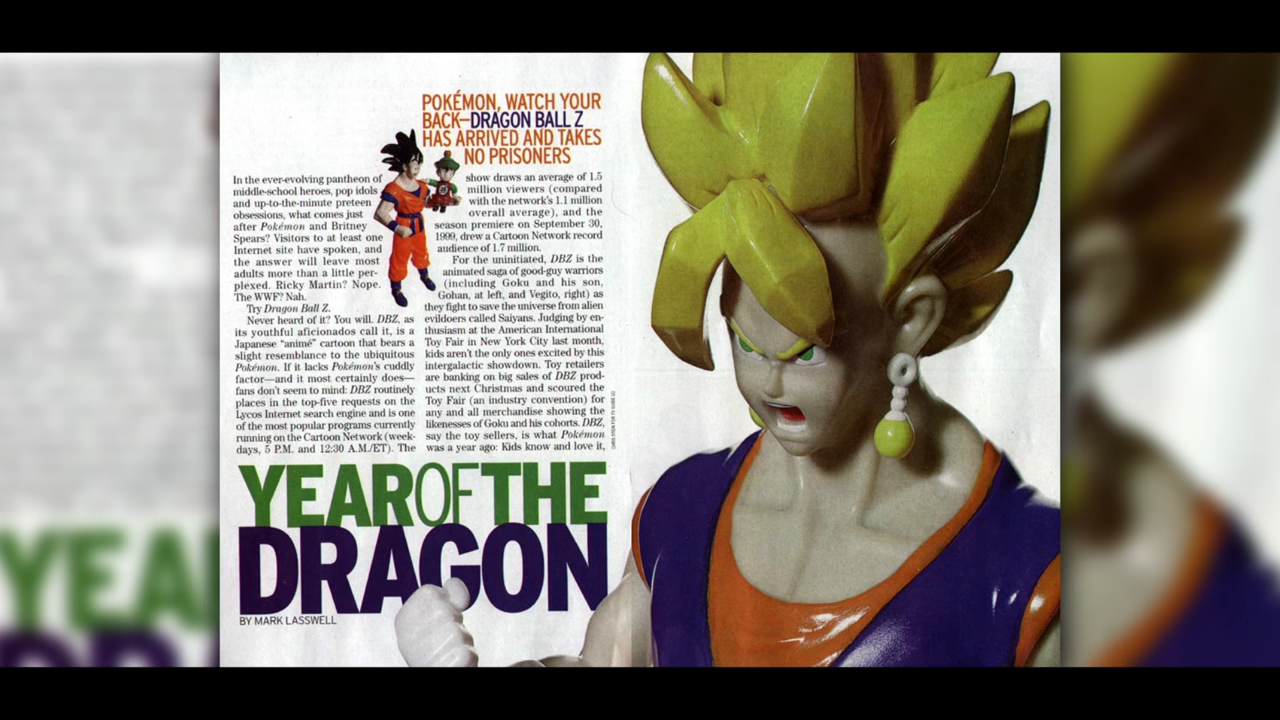 POKÉMON, WATCH YOUR
BACK—DRAGON BALL Z
HAS ARRIVED AND TAKES
NO PRISONERS
In the ever-evolving pantheon of
middle-school heroes, pop idols
and up-to-the-minute preteen
obsessions, what comes just
after Pokémon and Britney
Spears? Visitors to at least one
Internet site have spoken, and
the answer will leave most
adults more than a little per-
plexed. Ricky Martin? Nope.
The WWF? Nah.
Try Dragon Ball Z.
Never heard of it? You will. DBZ, as
its youthful aficionados call it, is a
Japanese “animé” cartoon that bears a
slight resemblance to the ubiquitous
Pokémon. If it lacks Pokémon's cuddly
factor—and it most certainly does—
fans don't seem to mind: DBZ routinely
places in the top-five requests on the
Lycos Internet search engine and is one
of the most popular programs currently
running on the Cartoon Network (week-
days, 5 P.M. and 12:30 A.M./ET). The
show draws an average of 1.5
million viewers (compared
with the network's 1.1 million
overall average), and the
season premiere on September 30,
1999, drew a Cartoon Network record
audience of 1.7 million.
For the uninitiated, DBZ is the
animated saga of good-guy warriors
(including Goku and his son,
Gohan, at left, and Vegito, right) as
they fight to save the universe from alien
evildoers called Saiyans. Judging by en-
thusiasm at the American International
Toy Fair in New York City last month,
kids aren't the only ones excited by this
intergalactic showdown. Toy retailers
are banking on big sales of DBZ prod-
ucts next Christmas and scoured the
Toy Fair (an industry convention) for
any and all merchandise showing the
likenesses of Goku and his cohorts. DBZ,
say the toy sellers, is what Pokémon
was a year ago: Kids know and love it,
YEAR OF THE
DRAGON
BY MARK LASSWELL